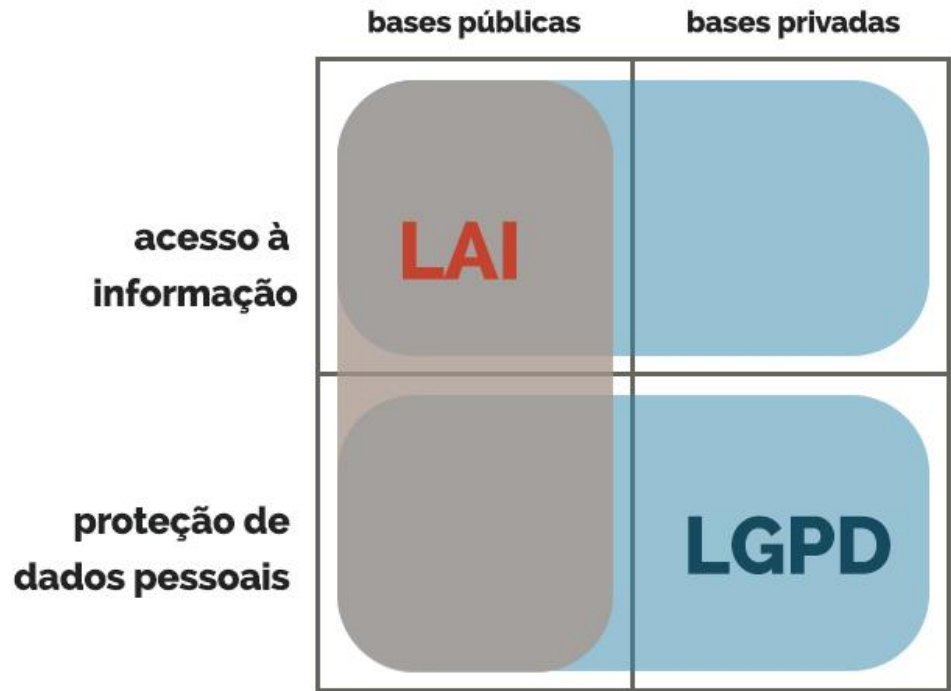 bases públicas
bases privadas
acesso à
informação
LAI
proteção de
dados pessoais
LGPD